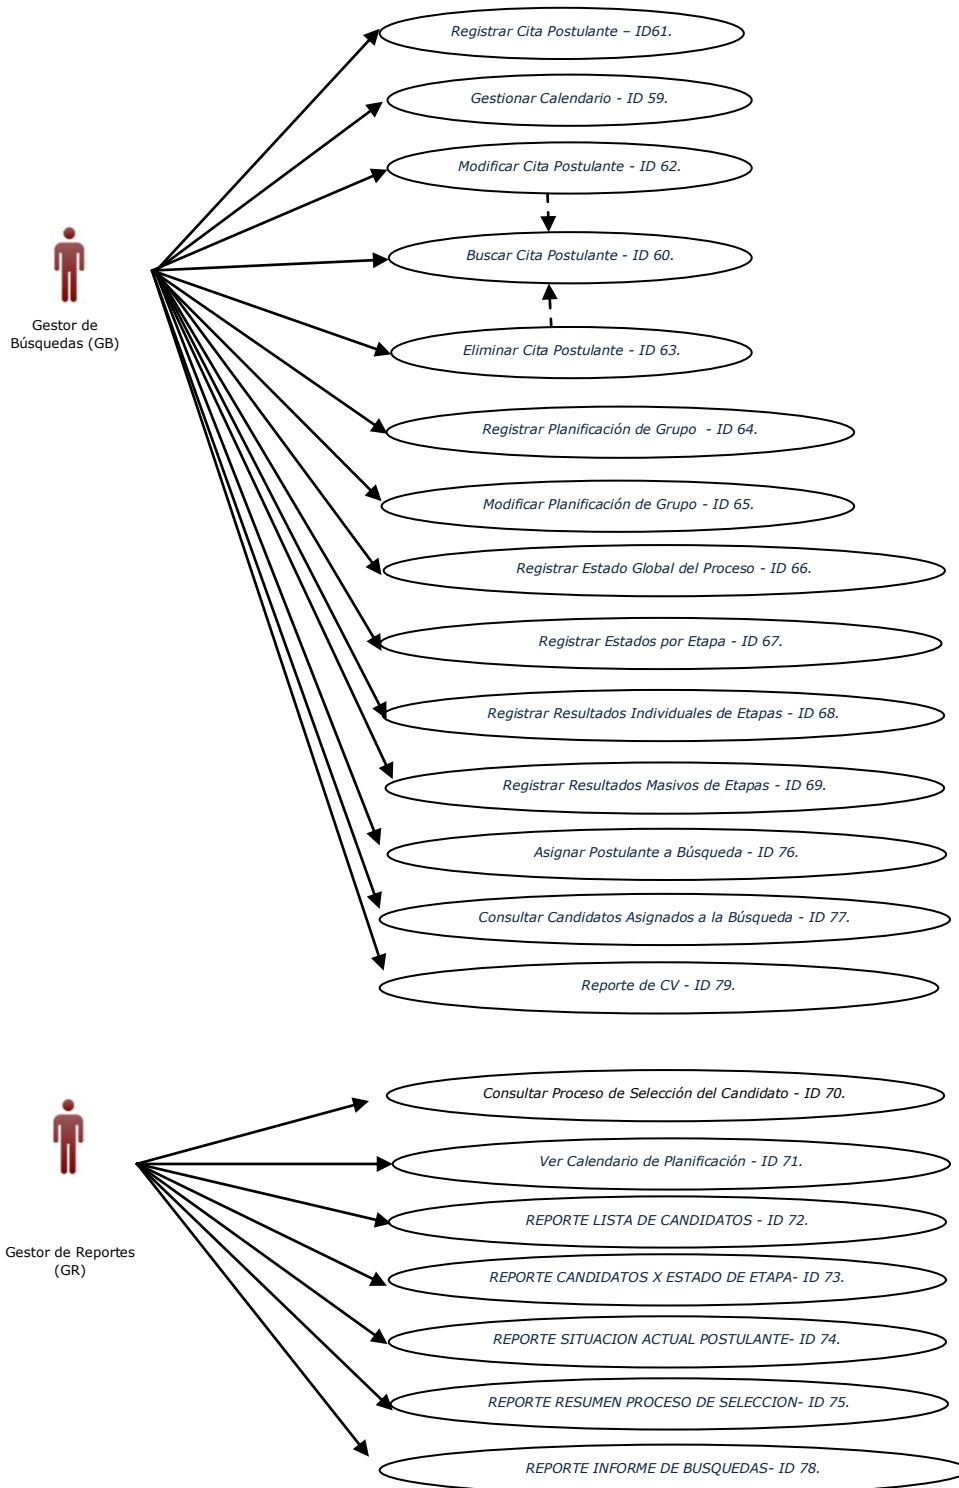 Registrar Cita Postulante – ID61.
Gestionar Calendario - ID 59.
Modificar Cita Postulante - ID 62.
Buscar Cita Postulante - ID 60.
Gestor de
Búsquedas (GB)
Eliminar Cita Postulante - ID 63.
Registrar Planificación de Grupo  - ID 64.
Modificar Planificación de Grupo - ID 65.
Registrar Estado Global del Proceso - ID 66.
Registrar Estados por Etapa - ID 67.
Registrar Resultados Individuales de Etapas - ID 68.
Registrar Resultados Masivos de Etapas - ID 69.
Asignar Postulante a Búsqueda - ID 76.
Consultar Candidatos Asignados a la Búsqueda - ID 77.
Reporte de CV - ID 79.
Consultar Proceso de Selección del Candidato - ID 70.
Ver Calendario de Planificación - ID 71.
REPORTE LISTA DE CANDIDATOS - ID 72.
Gestor de Reportes
(GR)
REPORTE CANDIDATOS X ESTADO DE ETAPA- ID 73.
REPORTE SITUACION ACTUAL POSTULANTE- ID 74.
REPORTE RESUMEN PROCESO DE SELECCION- ID 75.
REPORTE INFORME DE BUSQUEDAS- ID 78.